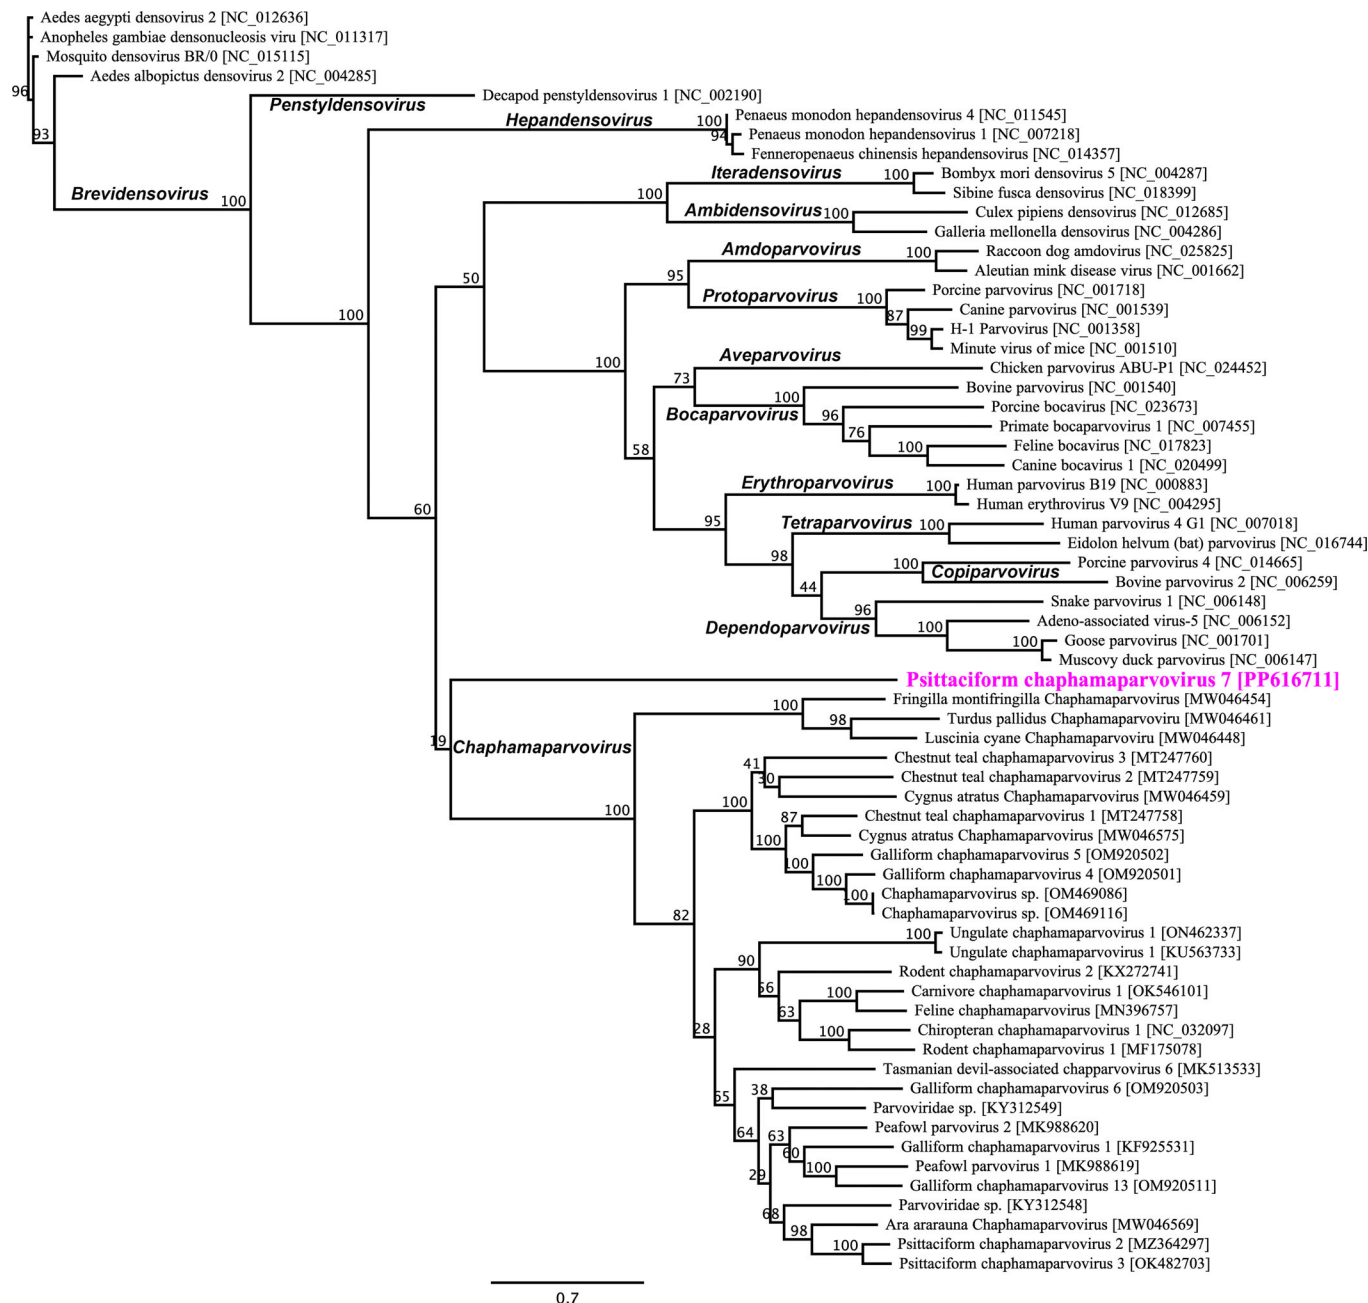 Aedes aegypti densovirus 2 [NC_012636]
Anopheles gambiae densonucleosis viru [NC_011317]
Mosquito densovirus BR/0 [NC_015115]
Aedes albopictus densovirus 2 [NC_004285]
96
93
Decapod penstyldensovirus 1 [NC_002190]
Penstyldensovirus
Penaeus monodon hepandensovirus 4 [NC_011545]
Hepandensovirus 100
94
Penaeus monodon hepandensovirus 1 [NC_007218]
Fenneropenaeus chinensis hepandensovirus [NC_014357]
Iteradensovirus 100
Bombyx mori densovirus 5 [NC_004287]
Brevidensovirus 100
100
Sibine fusca densovirus [NC_018399]
Ambidensovirus 100
Culex pipiens densovirus [NC_012685]
Galleria mellonella densovirus [NC_004286]
Amdoparvovirus 100
Raccoon dog amdovirus [NC_025825]
50
95
Aleutian mink disease virus [NC_001662]
Protoparvovirus 100
Porcine parvovirus [NC_001718]
87
Canine parvovirus [NC_001539]
100
99
H-1 Parvovirus [NC_001358]
Minute virus of mice [NC_001510]
Aveparvovirus
100
73
Chicken parvovirus ABU-P1 [NC_024452]
100
Bovine parvovirus [NC_001540]
Bocaparvovirus
96
Porcine bocavirus [NC_023673]
76
Primate bocaparvovirus 1 [NC_007455]
58
100
Feline bocavirus [NC_017823]
Canine bocavirus 1 [NC_020499]
Erythroparvovirus 100
Human parvovirus B19 [NC_000883]
60
95
Human erythrovirus V9 [NC_004295]
Tetraparvovirus 100
Human parvovirus 4 G1 [NC_007018]
Eidolon helvum (bat) parvovirus [NC_016744]
98
100
Porcine parvovirus 4 [NC_014665]
Copiparvovirus
44
Bovine parvovirus 2 [NC_006259]
96
Snake parvovirus 1 [NC_006148]
Dependoparvovirus
100
Adeno-associated virus-5 [NC_006152]
100
Goose parvovirus [NC_001701]
Muscovy duck parvovirus [NC_006147]
Psittaciform chaphamaparvovirus 7 [PP616711]
100
Fringilla montifringilla Chaphamaparvovirus [MW046454]
98
Turdus pallidus Chaphamaparvoviru [MW046461]
19
Chaphamaparvovirus
Luscinia cyane Chaphamaparvoviru [MW046448]
41
Chestnut teal chaphamaparvovirus 3 [MT247760]
30
Chestnut teal chaphamaparvovirus 2 [MT247759]
Cygnus atratus Chaphamaparvovirus [MW046459]
100
100
87
Chestnut teal chaphamaparvovirus 1 [MT247758]
100
Cygnus atratus Chaphamaparvovirus [MW046575]
100
Galliform chaphamaparvovirus 5 [OM920502]
100
Galliform chaphamaparvovirus 4 [OM920501]
100
Chaphamaparvovirus sp. [OM469086]
Chaphamaparvovirus sp. [OM469116]
82
100
Ungulate chaphamaparvovirus 1 [ON462337]
Ungulate chaphamaparvovirus 1 [KU563733]
90
Rodent chaphamaparvovirus 2 [KX272741]
56
100
Carnivore chaphamaparvovirus 1 [OK546101]
63
Feline chaphamaparvovirus [MN396757]
28
100
Chiropteran chaphamaparvovirus 1 [NC_032097]
Rodent chaphamaparvovirus 1 [MF175078]
Tasmanian devil-associated chapparvovirus 6 [MK513533]
65
38
Galliform chaphamaparvovirus 6 [OM920503]
Parvoviridae sp. [KY312549]
64
63
Peafowl parvovirus 2 [MK988620]
60
Galliform chaphamaparvovirus 1 [KF925531]
29
100
Peafowl parvovirus 1 [MK988619]
Galliform chaphamaparvovirus 13 [OM920511]
68
Parvoviridae sp. [KY312548]
98
Ara ararauna Chaphamaparvovirus [MW046569]
100
Psittaciform chaphamaparvovirus 2 [MZ364297]
Psittaciform chaphamaparvovirus 3 [OK482703]
0.7